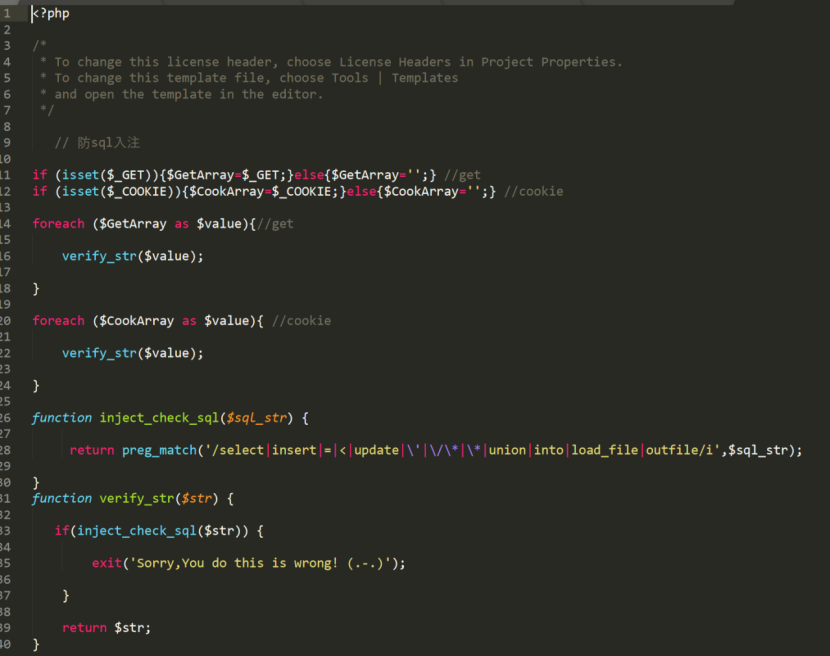 1 <?php
2
3 /*
4 * To change this license header, choose License Headers in Project Properties.
5 * To change this template file, choose Tools | Templates
6 * and open the template in the editor.
7 */
8
9 // 防sql入注
10
11 if (isset($_GET)){$GetArray=$_GET;}else{$GetArray='';} //get
12 if (isset($_COOKIE)){$CookArray=$_COOKIE;}else{$CookArray='';} //cookie
13
14 foreach ($GetArray as $value){//get
15
16 verify_str($value);
17
18 }
19
20 foreach ($CookArray as $value){ //cookie
21
22 verify_str($value);
23
24 }
25
26 function inject_check_sql($sql_str) {
27
28 return preg_match('/select|insert|=|<|update|\'|\/\*|\*|union|into|load_file|outfile/i',$sql_str);
29
30 }
31 function verify_str($str) {
32
33 if(inject_check_sql($str)) {
34
35 exit('Sorry,You do this is wrong! (.-.)');
36
37 }
38
39 return $str;
40 }